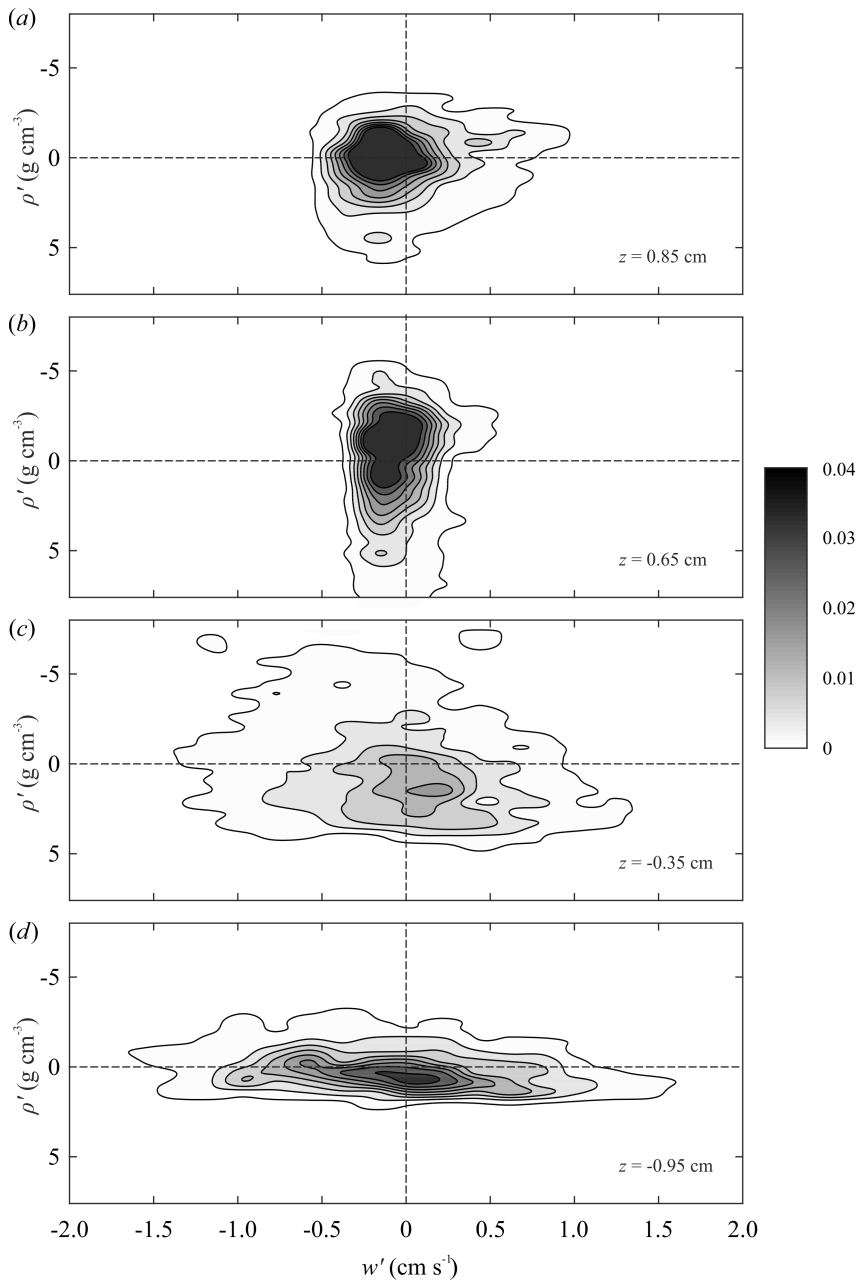 (a)
-5
0
5
ρ′ (g cm⁻³)
z = 0.85 cm
(b)
-5
0
5
ρ′ (g cm⁻³)
z = 0.65 cm
0.04
0.03
0.02
0.01
0
(c)
-5
0
5
ρ′ (g cm⁻³)
z = -0.35 cm
(d)
-5
0
5
ρ′ (g cm⁻³)
z = -0.95 cm
-2.0 -1.5 -1.0 -0.5 0 0.5 1.0 1.5 2.0
w′ (cm s⁻¹)